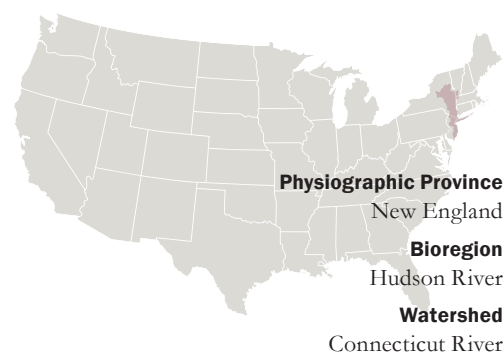 Physiographic Province
New England
Bioregion
Hudson River
Watershed
Connecticut River